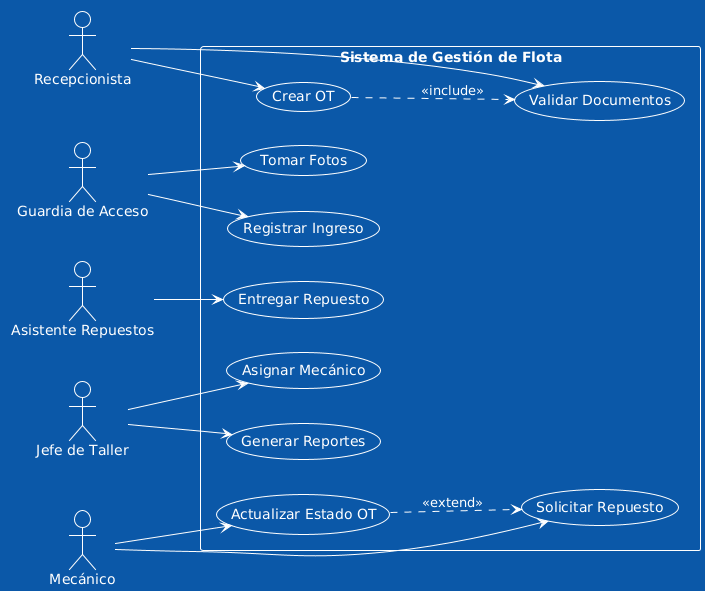 Sistema de Gestión de Flota
Recepcionista
Crear OT
«include»
Validar Documentos
Guardia de Acceso
Tomar Fotos
Registrar Ingreso
Asistente Repuestos
Entregar Repuesto
Jefe de Taller
Asignar Mecánico
Generar Reportes
Mecánico
Actualizar Estado OT
«extend»
Solicitar Repuesto